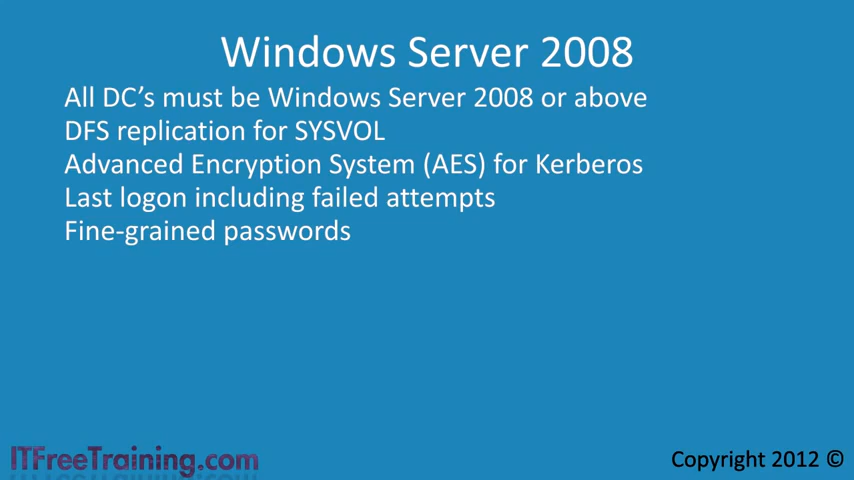 Windows Server 2008
All DC's must be Windows Server 2008 or above
DFS replication for SYSVOL
Advanced Encryption System (AES) for Kerberos
Last logon including failed attempts
Fine-grained passwords
ITFreeTraining.com
Copyright 2012 ©